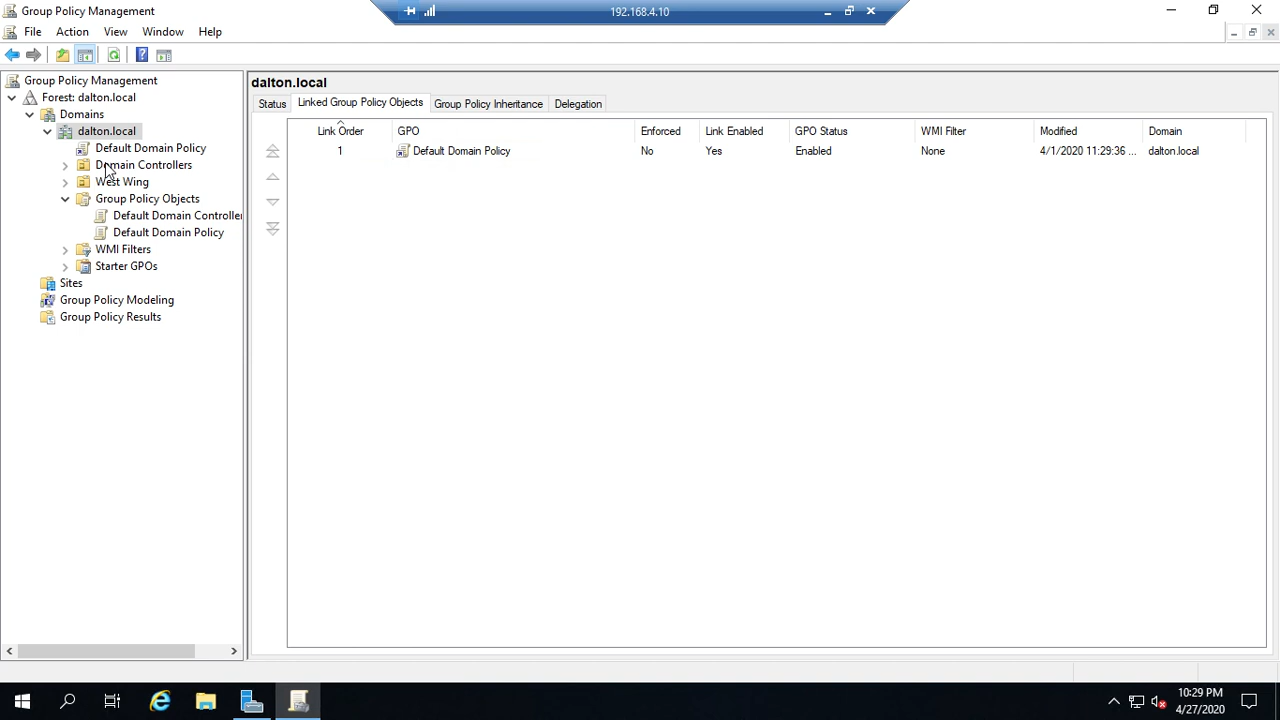 Group Policy Management
192.168.4.10
File Action View Window Help
Group Policy Management
Forest: dalton.local
Domains
dalton.local
Default Domain Policy
Domain Controllers
West Wing
Group Policy Objects
Default Domain Controller
Default Domain Policy
WMI Filters
Starter GPOs
Sites
Group Policy Modeling
Group Policy Results
dalton.local
Status Linked Group Policy Objects Group Policy Inheritance Delegation
Link Order GPO Enforced Link Enabled GPO Status WMI Filter Modified Domain
1 Default Domain Policy No Yes Enabled None 4/1/2020 11:29:36 ... dalton.local
10:29 PM
4/27/2020